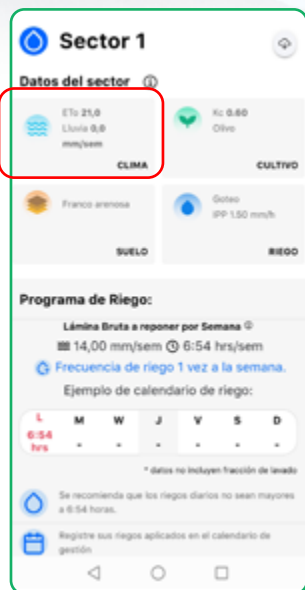 Sector 1
Datos del sector
ETo 21,0
Lluvia 0,0
mm/sem
CLIMA
Kc 0.60
Olivo
CULTIVO
Franco arenosa
SUELO
Goteo
IPP 1.50 mm/h
RIEGO
Programa de Riego:
Lámina Bruta a reponer por Semana
14,00 mm/sem 6:54 hrs/sem
Frecuencia de riego 1 vez a la semana.
Ejemplo de calendario de riego:
L M W J V S D
6:54 - - - - - -
hrs
* datos no incluyen fracción de lavado
Se recomienda que los riegos diarios no sean mayores
a 6:54 horas.
Registre sus riegos aplicados en el calendario de
gestión